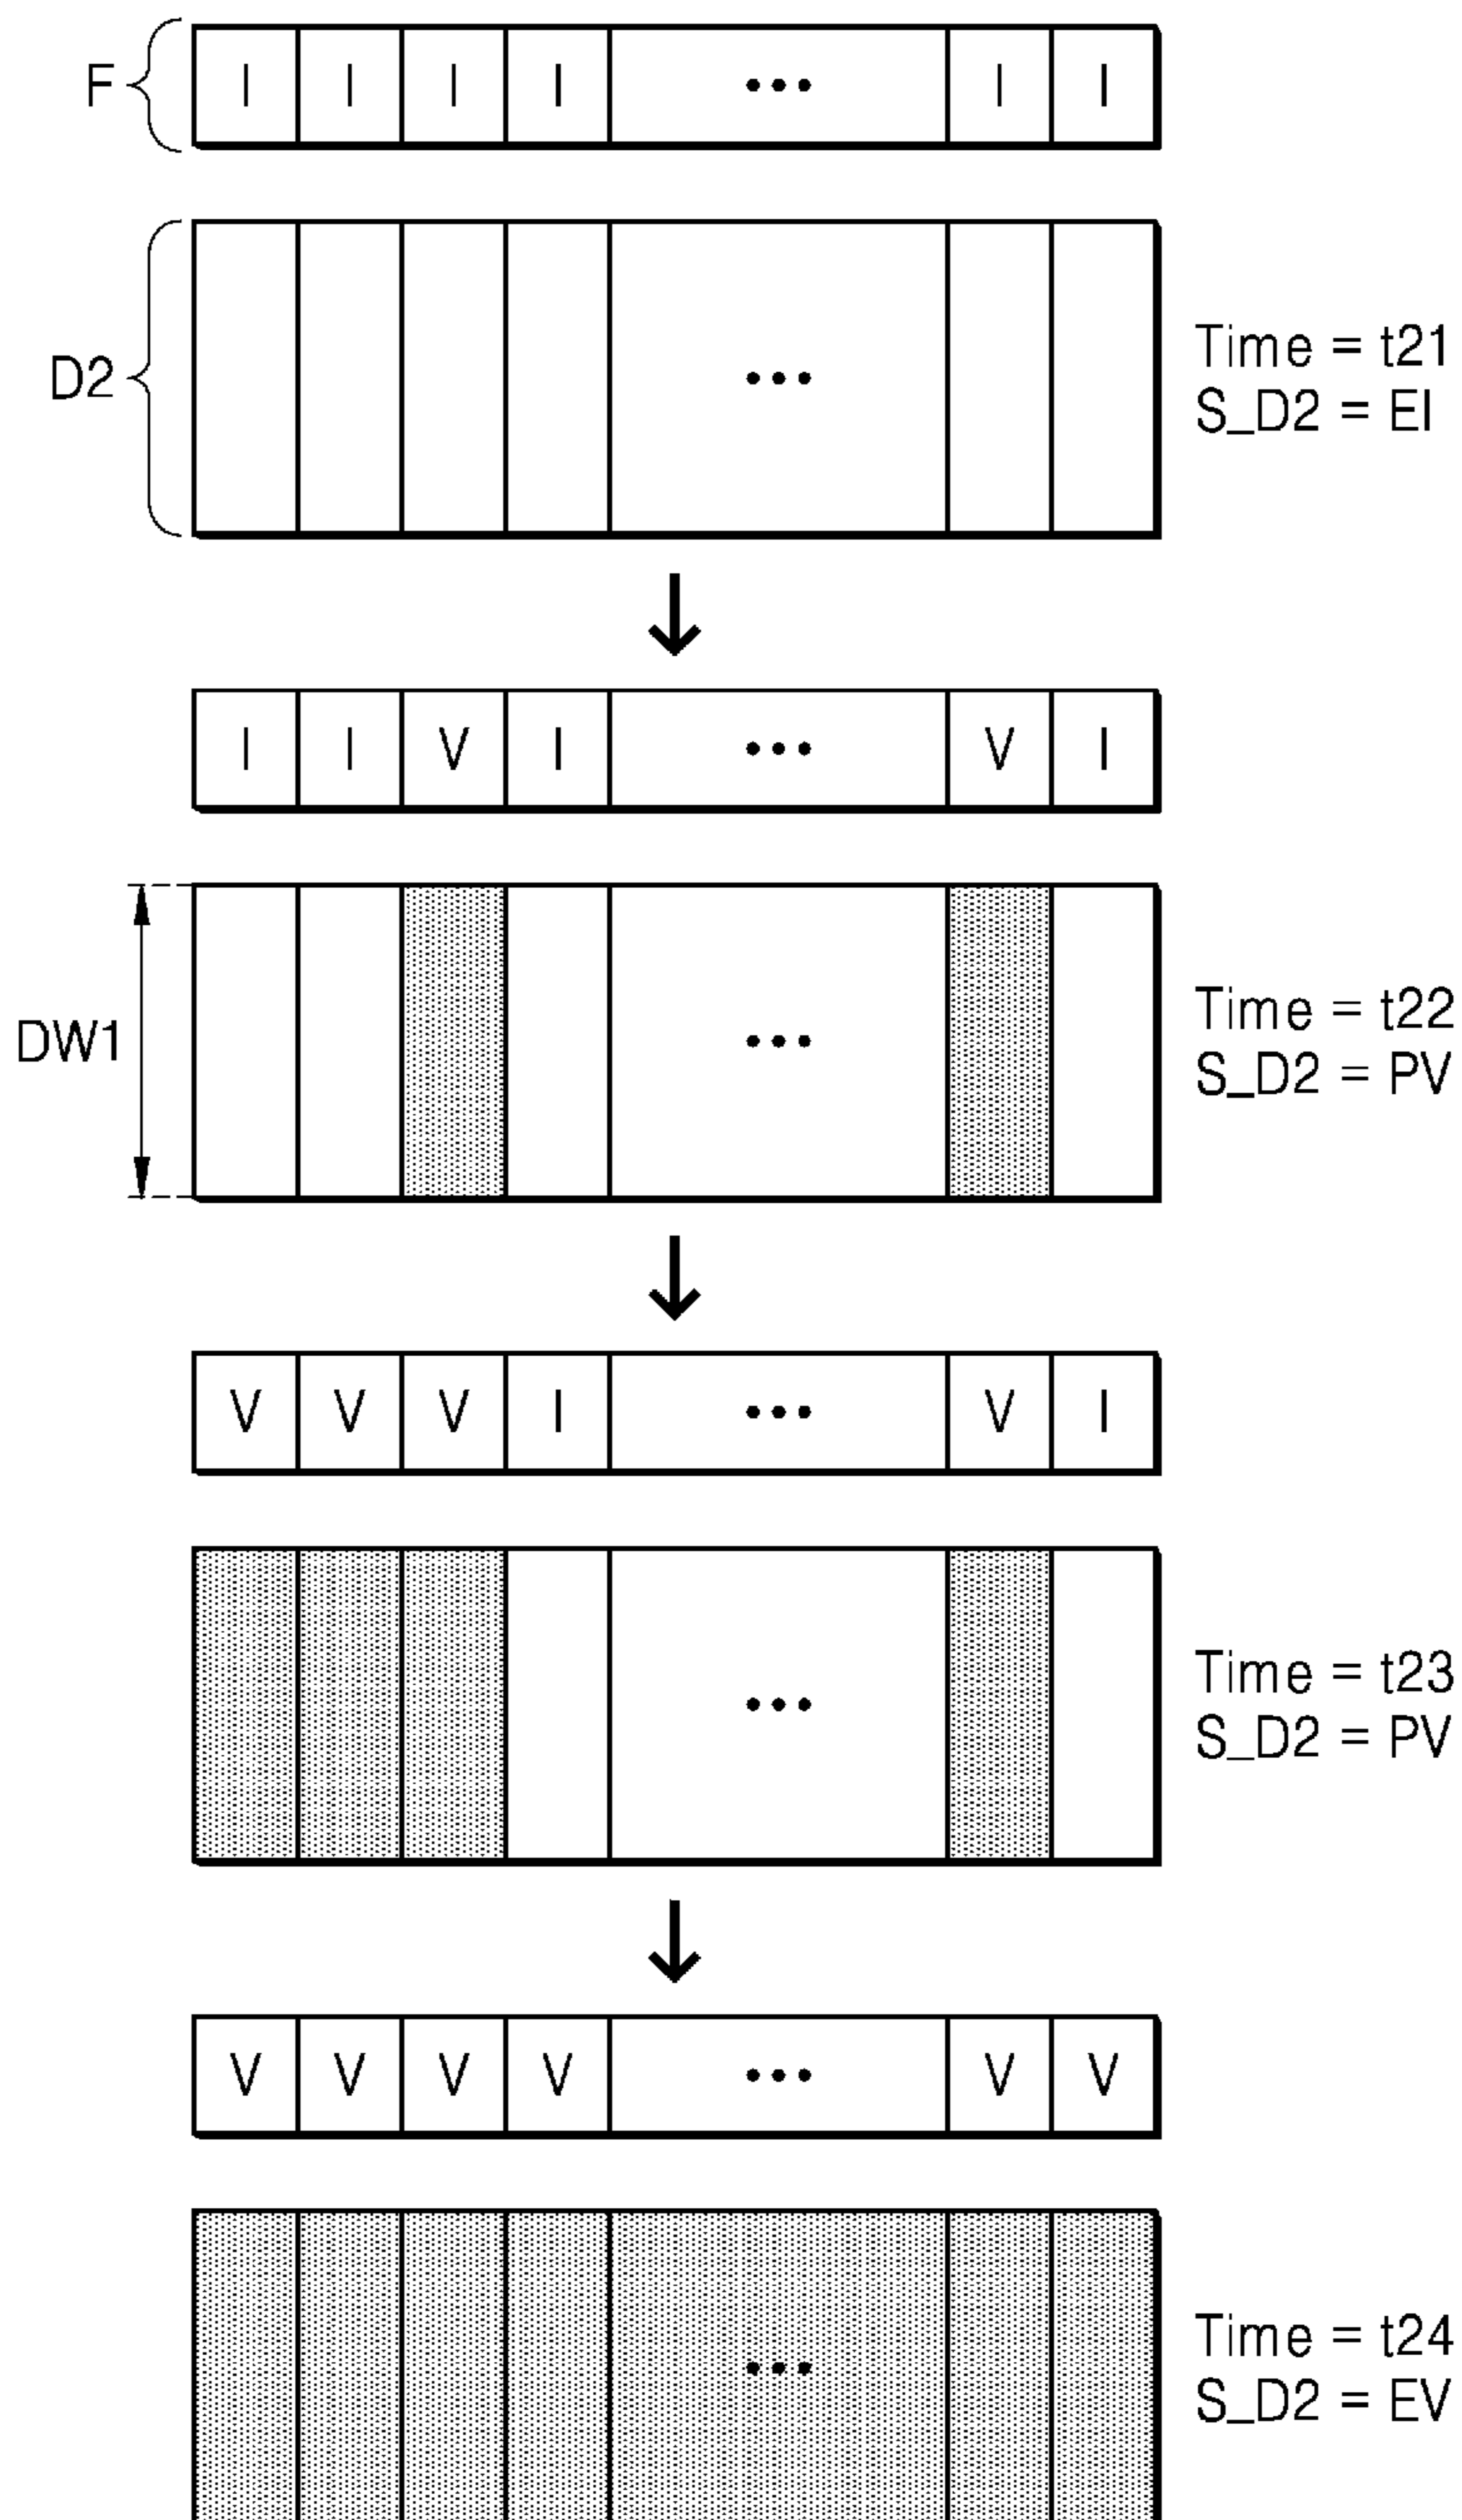 F I I I I ••• I I
D2 •••
Time = t21
S_D2 = EI
I I V I ••• V I
DW1 •••
Time = t22
S_D2 = PV
V V V I ••• V I
•••
Time = t23
S_D2 = PV
V V V V ••• V V
•••
Time = t24
S_D2 = EV